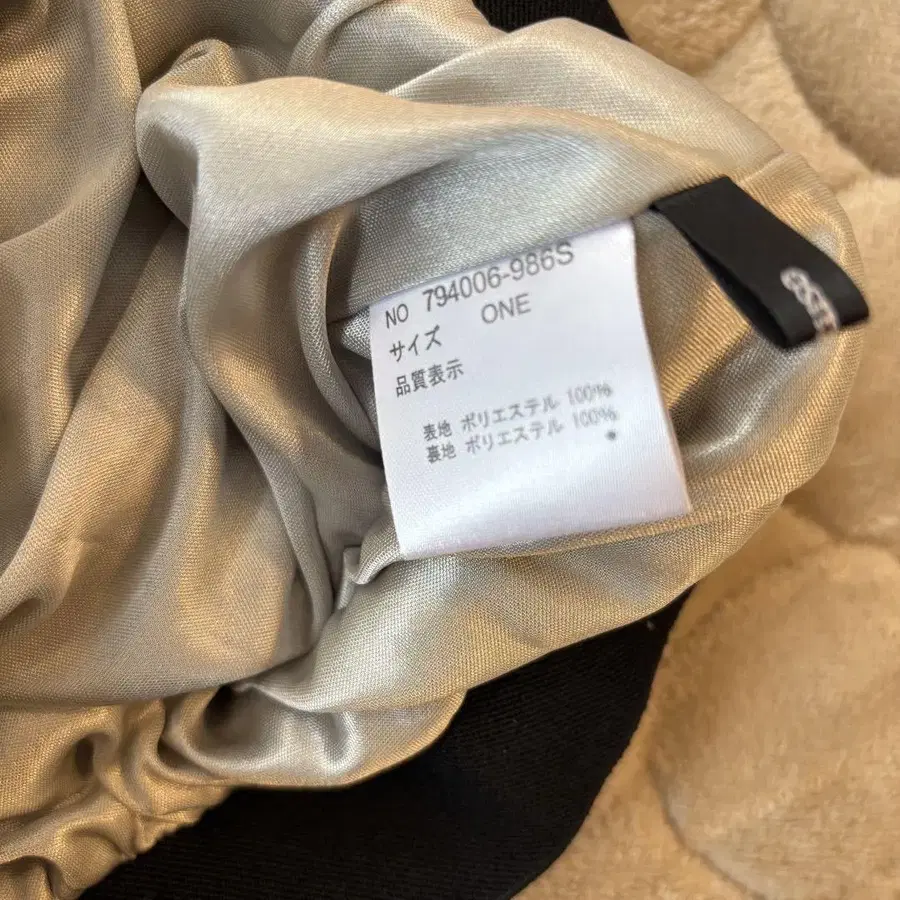 NO 794006-986S
サイズ ONE
品質表示
表地 ポリエステル 100%
裏地 ポリエステル 100%